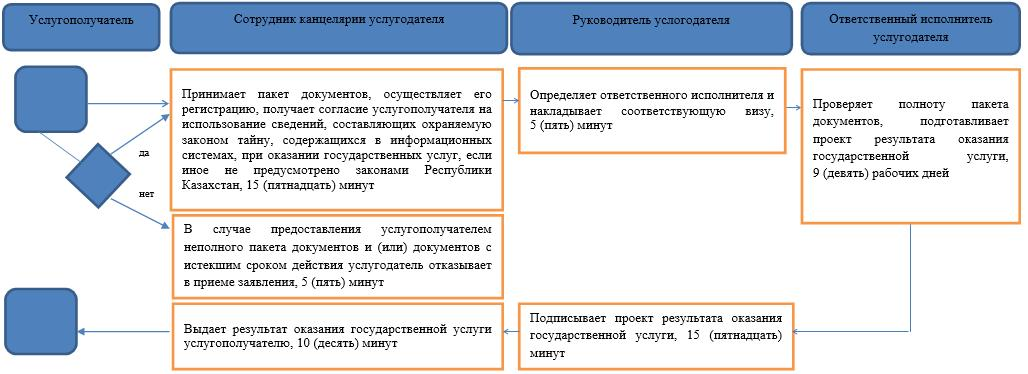 Услугополучатель
Сотрудник канцелярии услугодателя
Руководитель услогодателя
Ответственный исполнитель
услугодателя
Принимает пакет документов, осуществляет его
регистрацию, получает согласие услугополучателя на
использование сведений, составляющих охраняемую
законом тайну, содержащихся в информационных
системах, при оказании государственных услуг, если
иное не предусмотрено законами Республики
Казахстан, 15 (пятнадцать) минут
Определяет ответственного исполнителя и
накладывает соответствующую визу,
5 (пять) минут
Проверяет полноту пакета
документов, подготавливает
проект результата оказания
государственной услуги,
9 (девять) рабочих дней
да
нет
В случае предоставления услугополучателем
неполного пакета документов и (или) документов с
истекшим сроком действия услугодатель отказывает
в приеме заявления, 5 (пять) минут
Выдает результат оказания государственной услуги
услугополучателю, 10 (десять) минут
Подписывает проект результата оказания
государственной услуги, 15 (пятнадцать)
минут